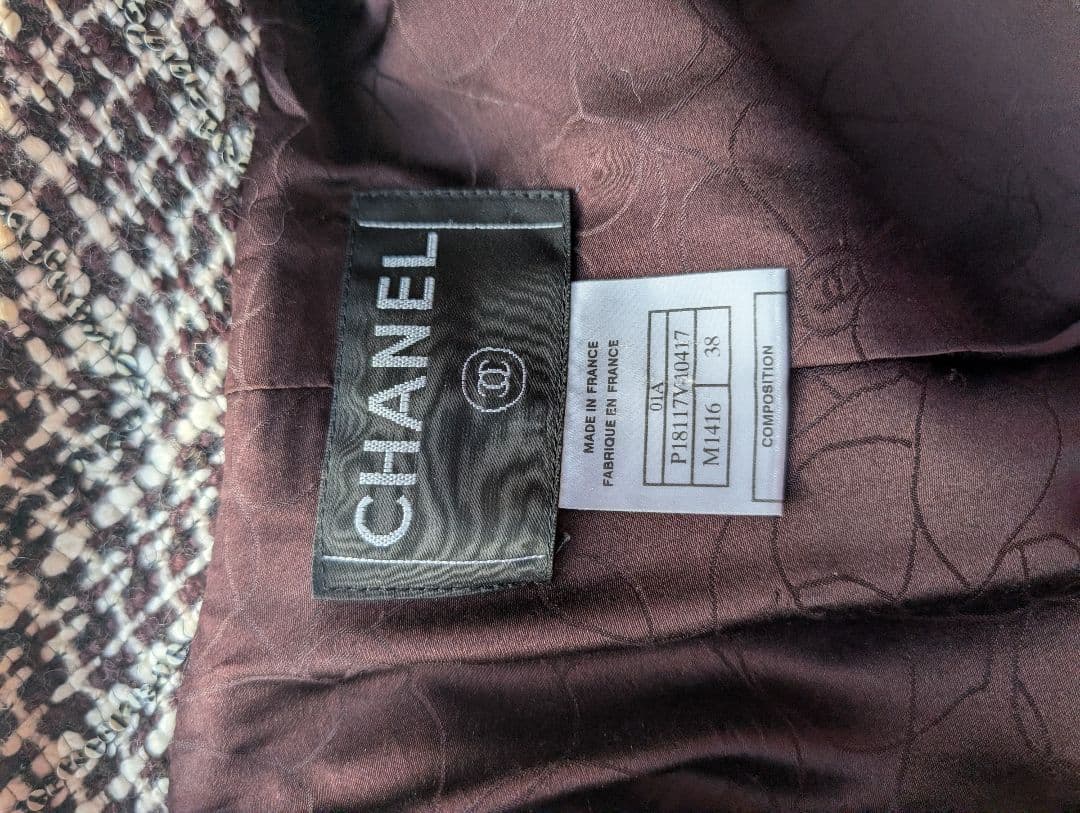 CHANEL
MADE IN FRANCE
FABRIQUE EN FRANCE
01A
P18117V10417
M1416 38
COMPOSITION